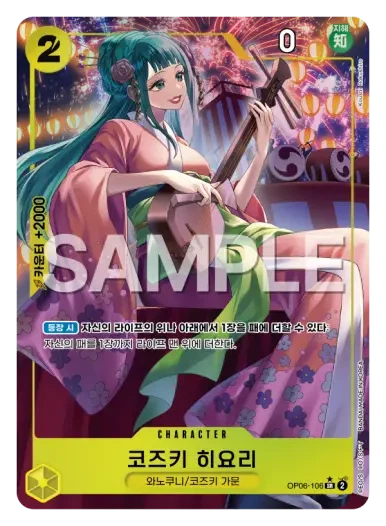 2
0
지혜
知
카운터 +2000
SAMPLE
등장 시 자신의 라이프의 위나 아래에서 1장을 패에 더할 수 있다:
자신의 패를 1장까지 라이프 맨 위에 더한다.
CHARACTER
코즈키 히요리
와노쿠니/코즈키 가문
OP06-106 SR 2